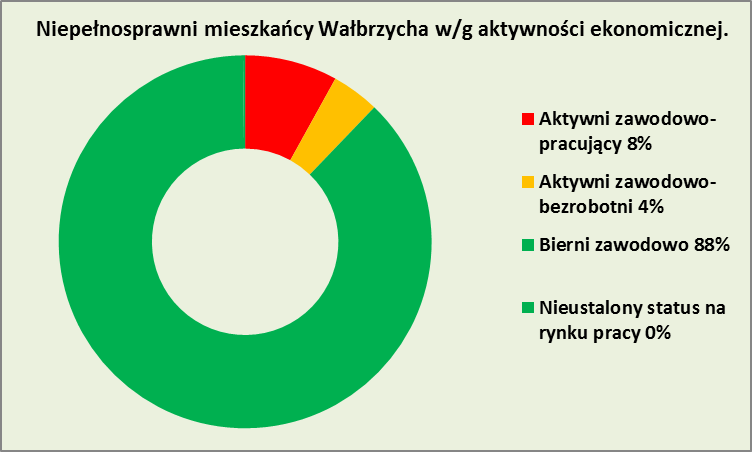 Niepełnosprawni mieszkańcy Wałbrzycha w/g aktywności ekonomicznej.
Aktywni zawodowo-
pracujący 8%
Aktywni zawodowo-
bezrobotni 4%
Bierni zawodowo 88%
Nieustalony status na
rynku pracy 0%